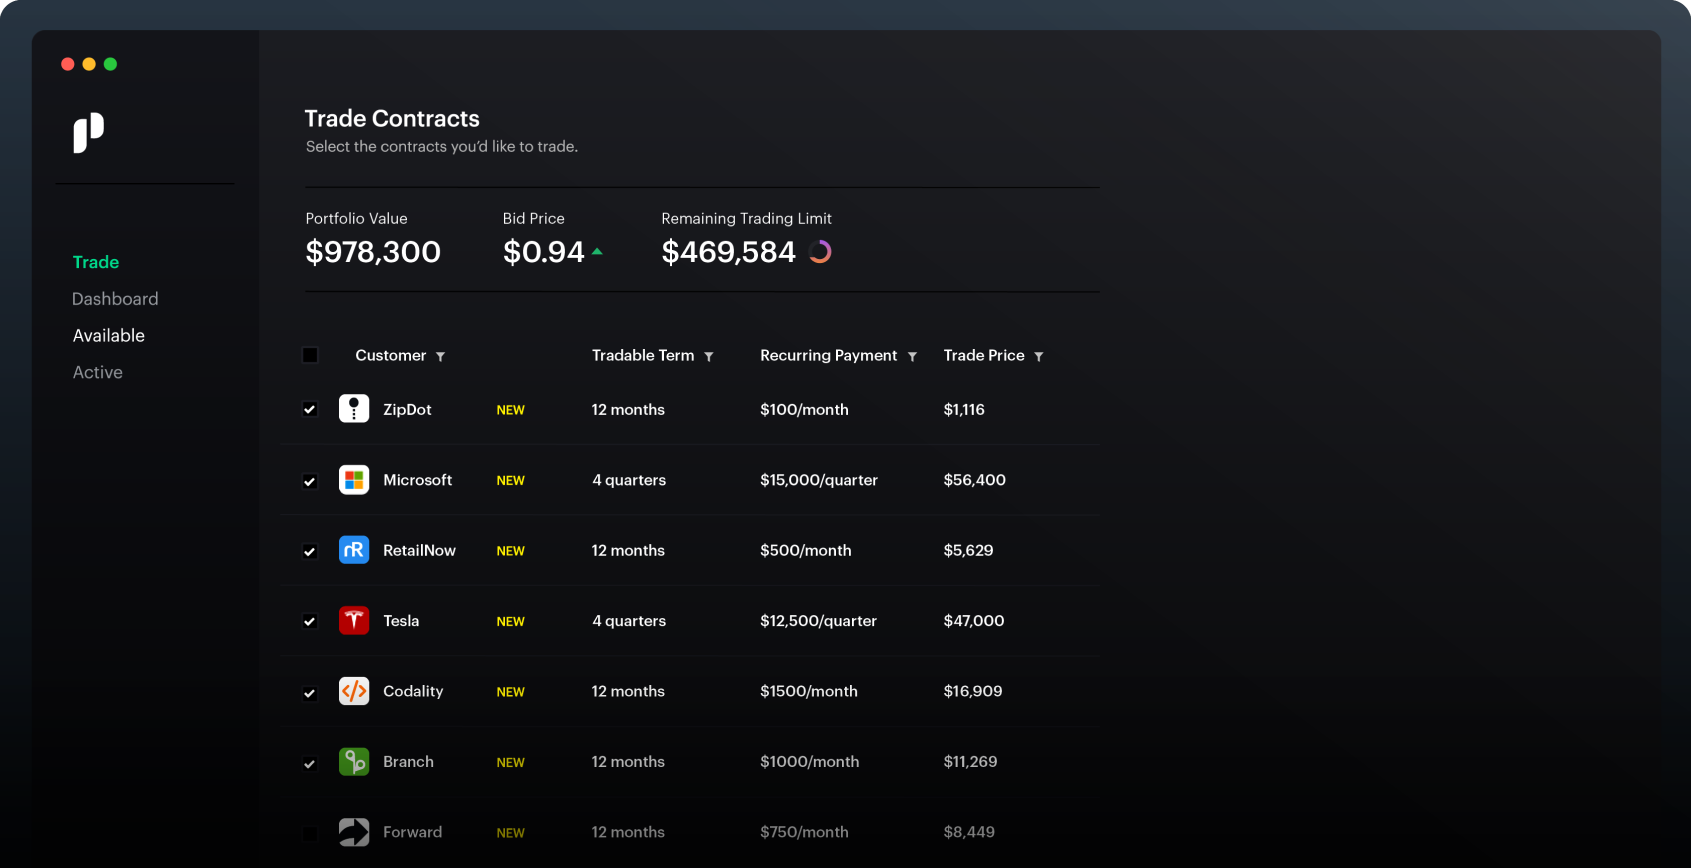 Trade Contracts
Select the contracts you’d like to trade.
Portfolio Value Bid Price Remaining Trading Limit
$978,300 $0.94 $469,584
Trade
Dashboard
Available
Active
Customer Tradable Term Recurring Payment Trade Price
ZipDot NEW 12 months $100/month $1,116
Microsoft NEW 4 quarters $15,000/quarter $56,400
rR RetailNow NEW 12 months $500/month $5,629
Tesla NEW 4 quarters $12,500/quarter $47,000
</> Codality NEW 12 months $1500/month $16,909
Branch NEW 12 months $1000/month $11,269
Forward NEW 12 months $750/month $8,449